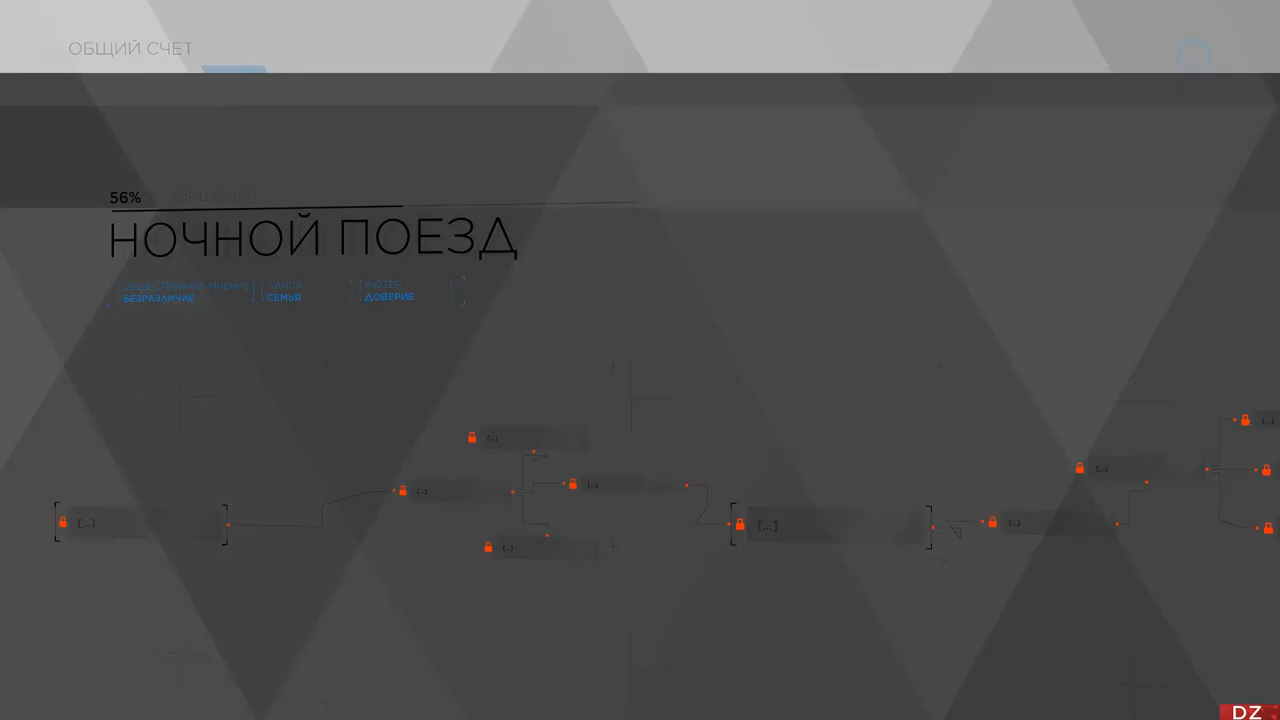 ОБЩИЙ СЧЕТ
56%
НОЧНОЙ ПОЕЗД
ОБЩЕСТВЕННОЕ МНЕНИЕ АЛИСА ЛЮТЕР
БЕЗРАЗЛИЧИЕ СЕМЬЯ ДОВЕРИЕ
[...]
[...]
[...]
[...]
[...]
[...]
[...]
[...]
[...]
DZ